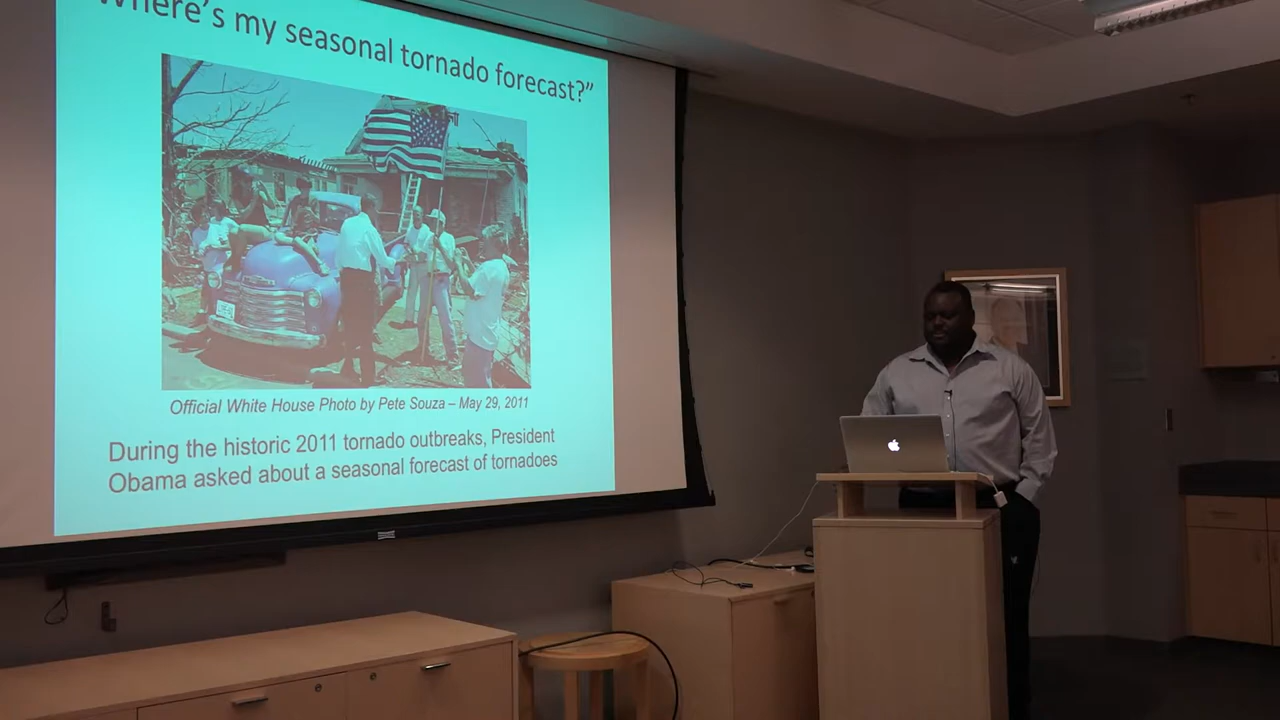 Where's my seasonal tornado forecast?”
Official White House Photo by Pete Souza – May 29, 2011
During the historic 2011 tornado outbreaks, President
Obama asked about a seasonal forecast of tornadoes